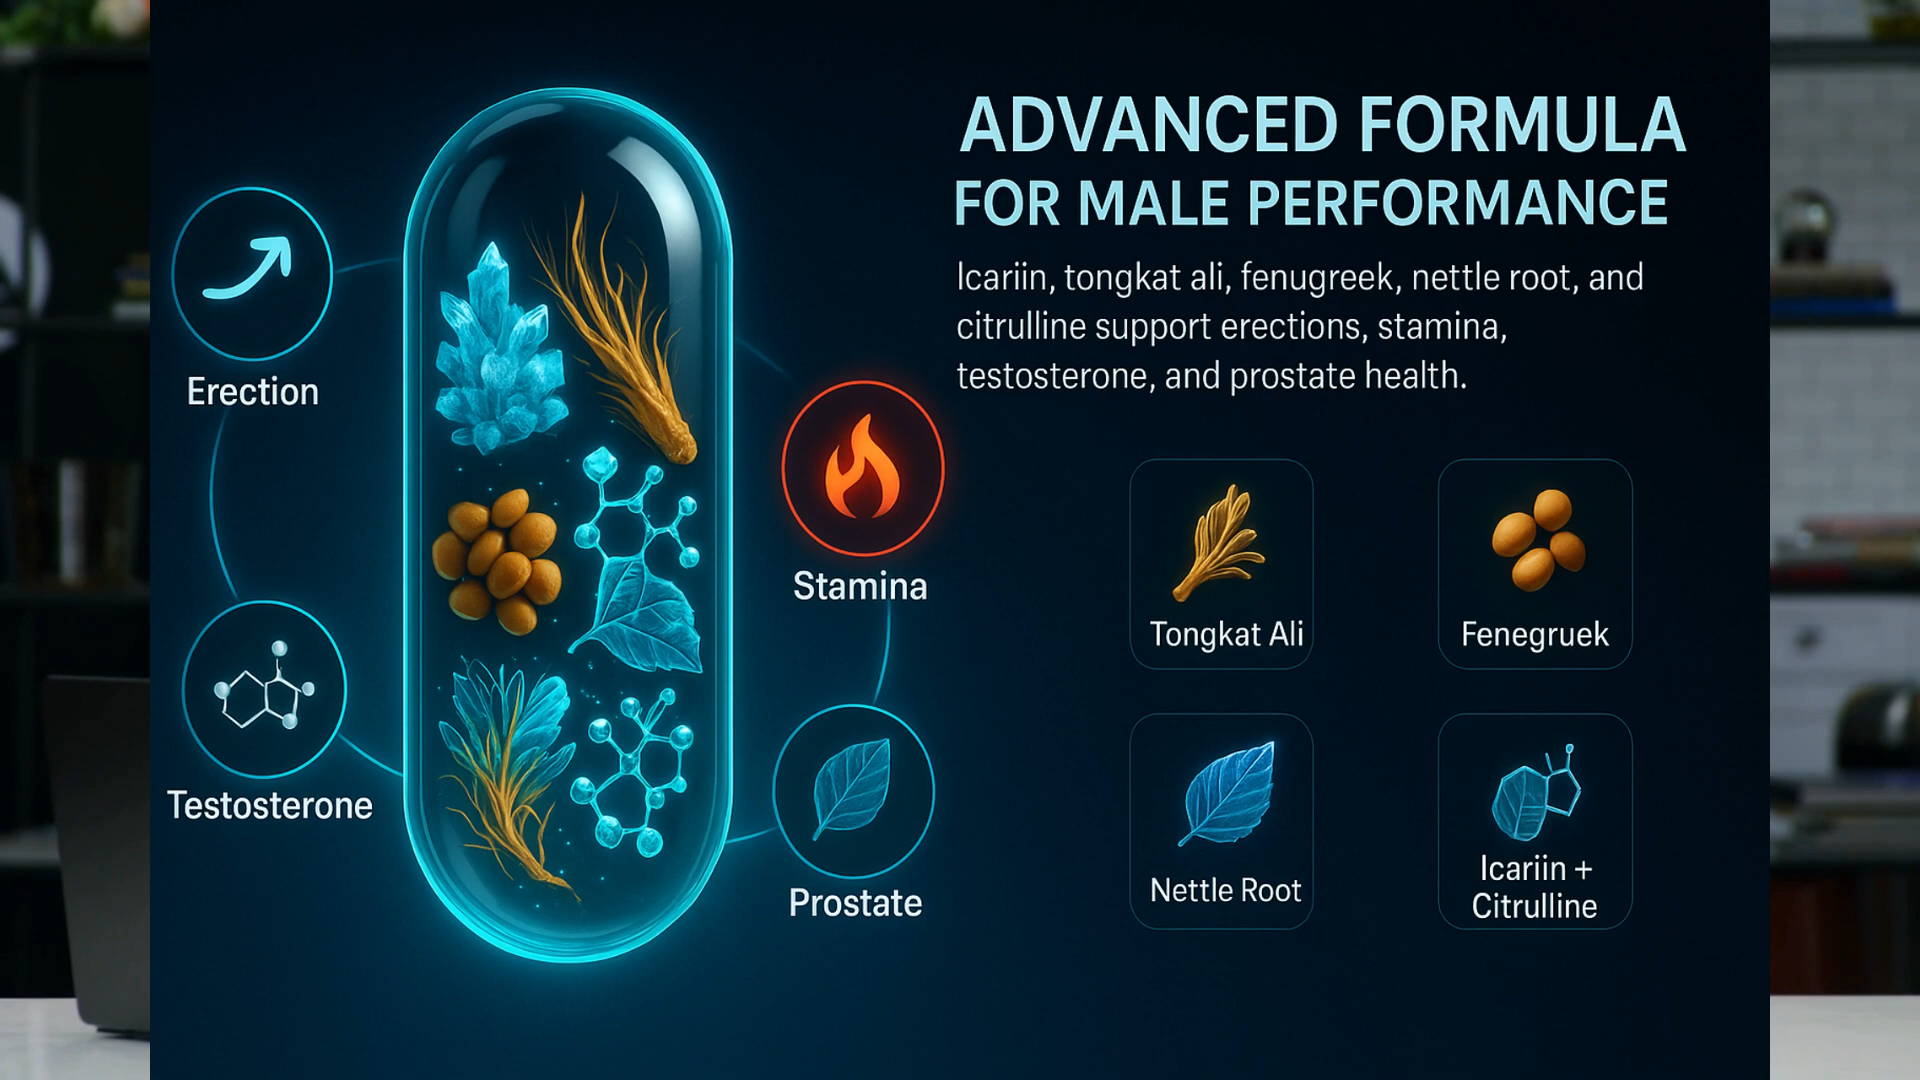 ADVANCED FORMULA
FOR MALE PERFORMANCE
Icariin, tongkat ali, fenugreek, nettle root, and
citrulline support erections, stamina,
testosterone, and prostate health.
Erection
Stamina
Testosterone
Prostate
Tongkat Ali
Fenegruek
Nettle Root
Icariin +
Citrulline